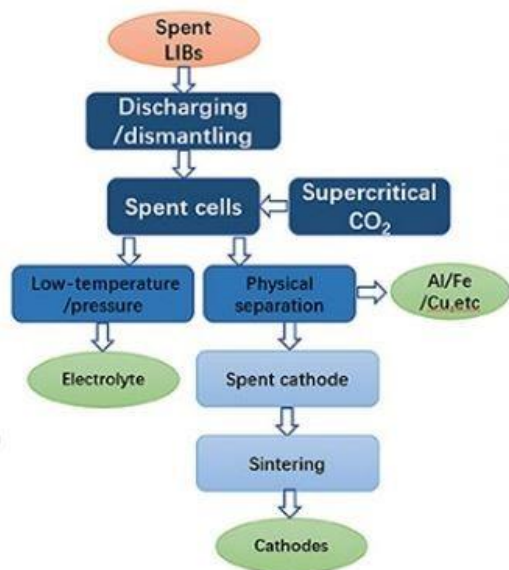 Spent
LIBs
Discharging
/dismantling
Spent cells
Supercritical
CO₂
Low-temperature
/pressure
Physical
separation
Al/Fe
/Cu,etc
Electrolyte
Spent cathode
Sintering
Cathodes